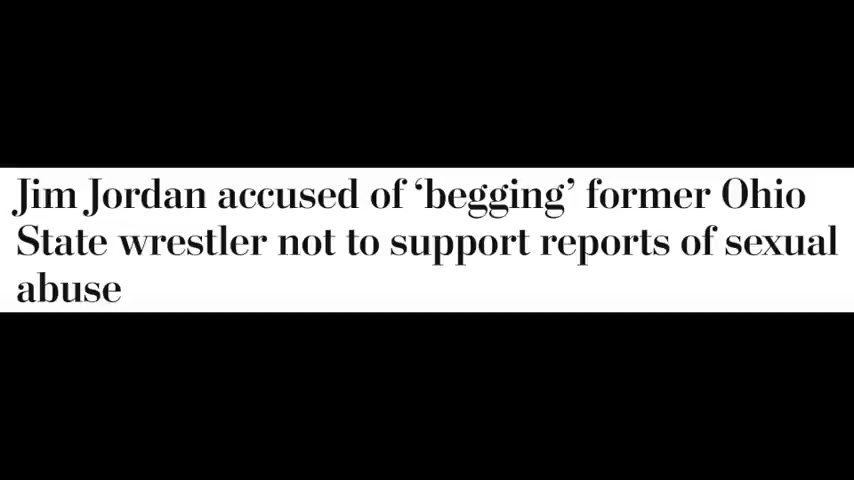 Jim Jordan accused of ‘begging’ former Ohio
State wrestler not to support reports of sexual
abuse